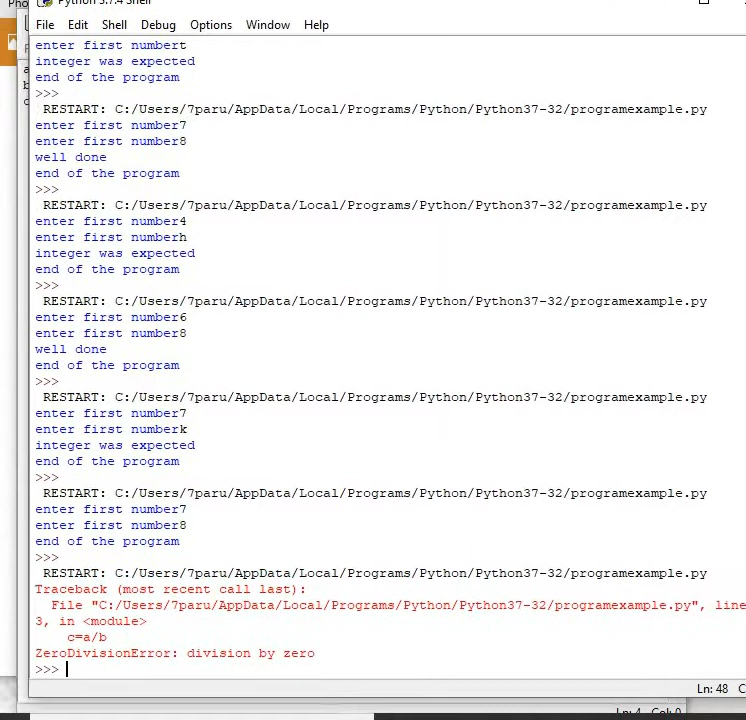 Python 3.7.4 Shell
File Edit Shell Debug Options Window Help
enter first numbert
integer was expected
end of the program
>>>
RESTART: C:/Users/7paru/AppData/Local/Programs/Python/Python37-32/programexample.py
enter first number7
enter first number8
well done
end of the program
>>>
RESTART: C:/Users/7paru/AppData/Local/Programs/Python/Python37-32/programexample.py
enter first number4
enter first numberh
integer was expected
end of the program
>>>
RESTART: C:/Users/7paru/AppData/Local/Programs/Python/Python37-32/programexample.py
enter first number6
enter first number8
well done
end of the program
>>>
RESTART: C:/Users/7paru/AppData/Local/Programs/Python/Python37-32/programexample.py
enter first number7
enter first numberk
integer was expected
end of the program
>>>
RESTART: C:/Users/7paru/AppData/Local/Programs/Python/Python37-32/programexample.py
enter first number7
enter first number8
end of the program
>>>
RESTART: C:/Users/7paru/AppData/Local/Programs/Python/Python37-32/programexample.py
Traceback (most recent call last):
File "C:/Users/7paru/AppData/Local/Programs/Python/Python37-32/programexample.py", line
3, in <module>
c=a/b
ZeroDivisionError: division by zero
>>>
Ln: 48 C
Ln: 4 Col: 0